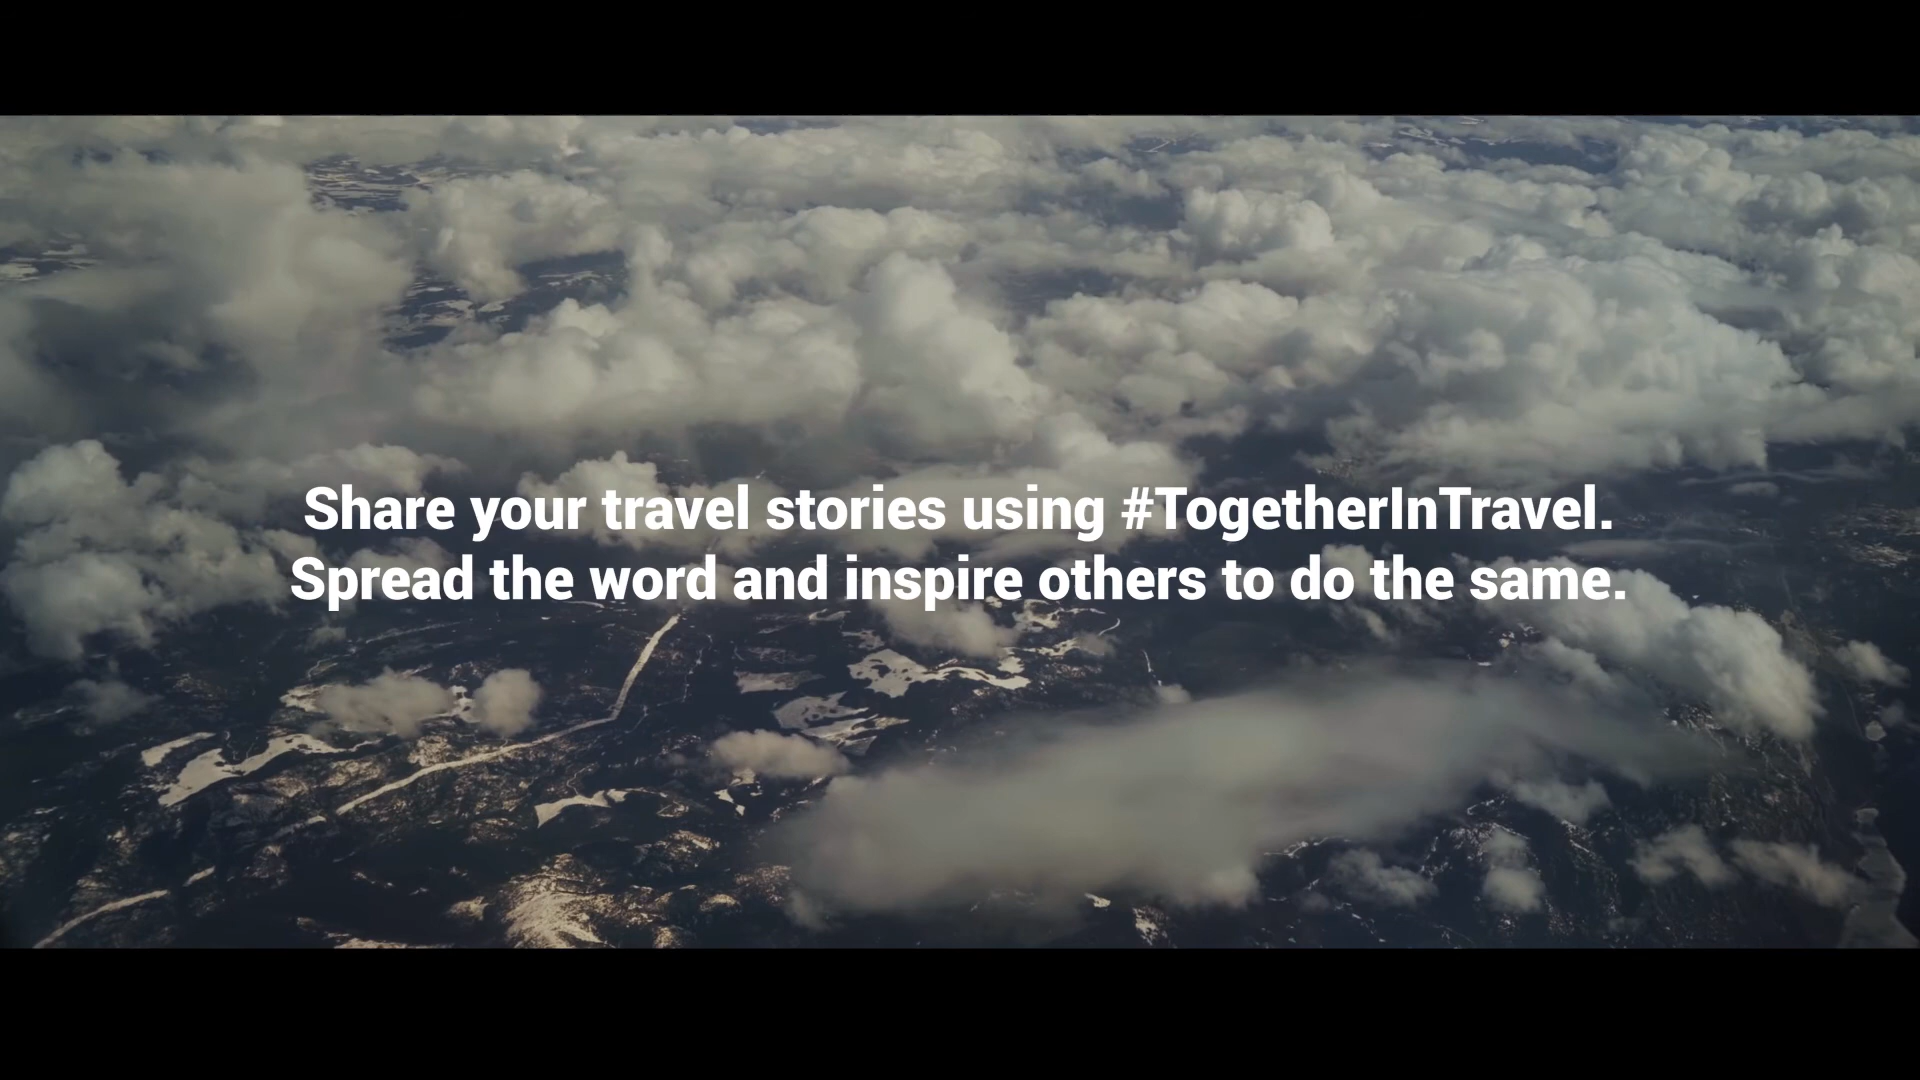 Share your travel stories using #TogetherInTravel.
Spread the word and inspire others to do the same.